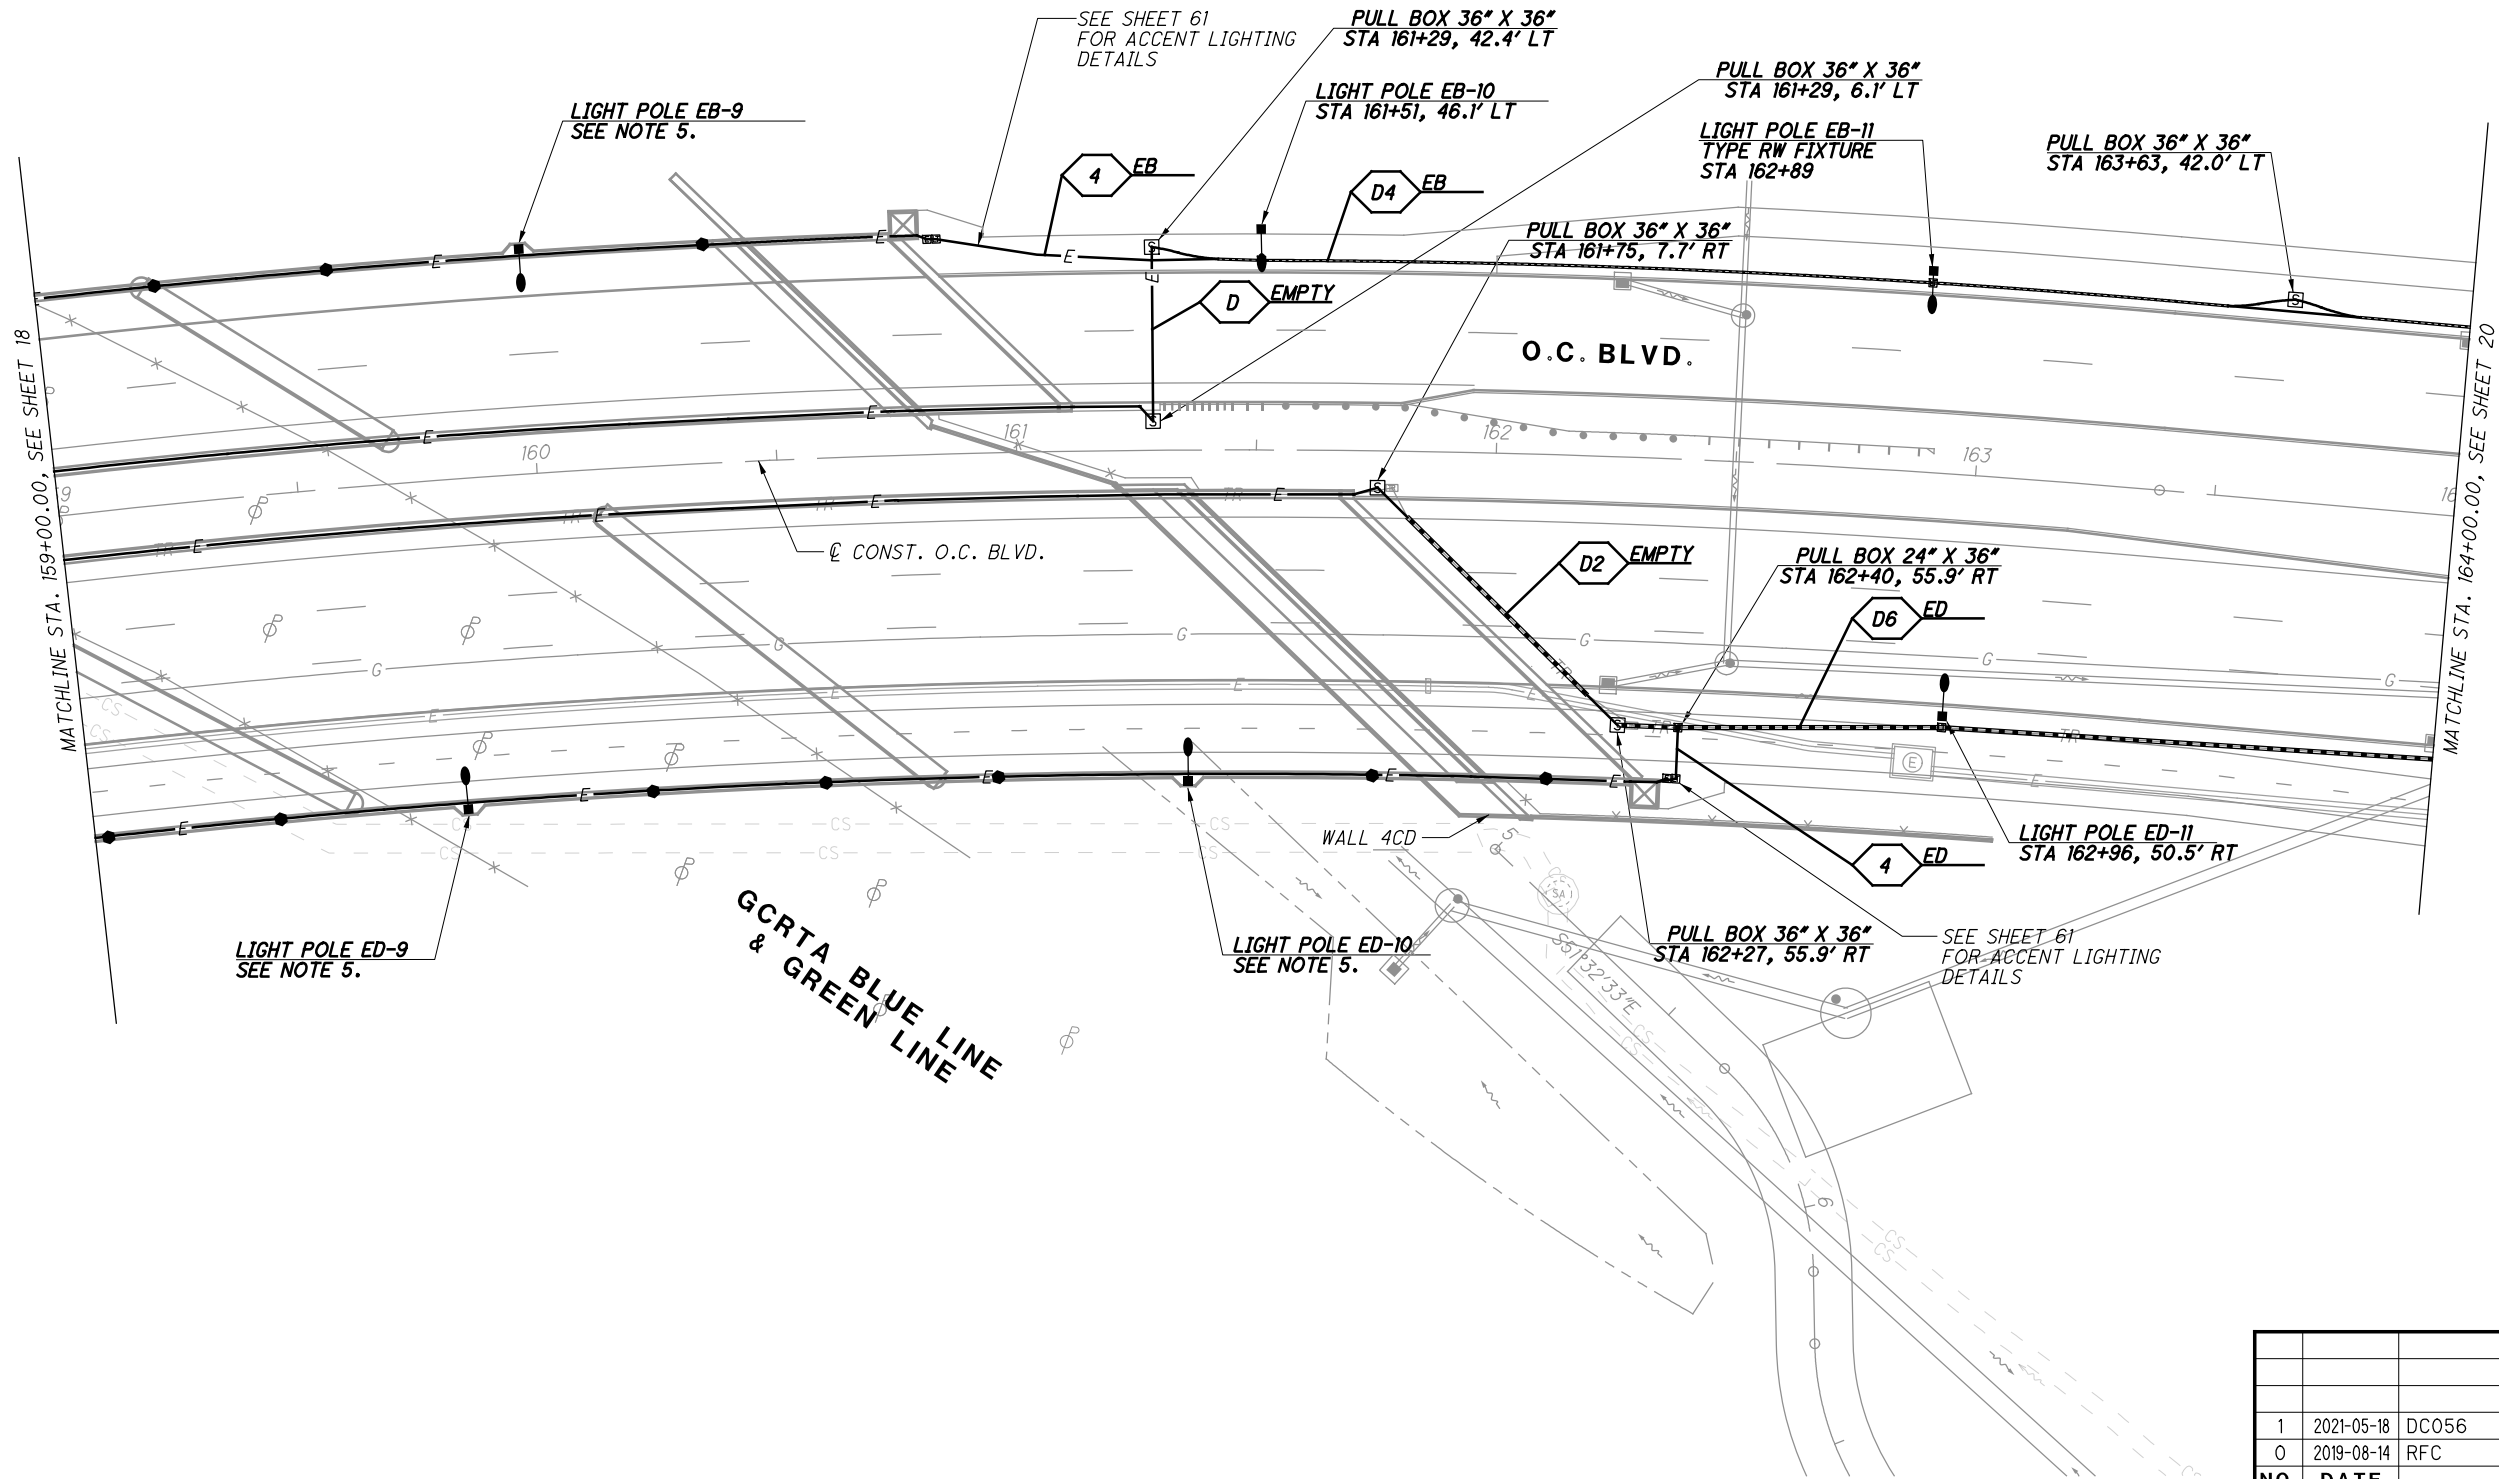 SEE SHEET 61
FOR ACCENT LIGHTING
DETAILS
PULL BOX 36" X 36"
STA 161+29, 42.4' LT
LIGHT POLE EB-10
STA 161+51, 46.1' LT
PULL BOX 36" X 36"
STA 161+29, 6.1' LT
LIGHT POLE EB-9
SEE NOTE 5.
LIGHT POLE EB-11
TYPE RW FIXTURE
STA 162+89
PULL BOX 36" X 36"
STA 163+63, 42.0' LT
4 EB
D4 EB
PULL BOX 36" X 36"
STA 161+75, 7.7' RT
D EMPTY
O.C. BLVD.
MATCHLINE STA. 159+00.00, SEE SHEET 18
MATCHLINE STA. 164+00.00, SEE SHEET 20
160
161
162
163
℄ CONST. O.C. BLVD.
D2 EMPTY
PULL BOX 24" X 36"
STA 162+40, 55.9' RT
D6 ED
WALL 4CD
LIGHT POLE ED-11
STA 162+96, 50.5' RT
4 ED
LIGHT POLE ED-9
SEE NOTE 5.
GCRTA BLUE LINE
& GREEN LINE
LIGHT POLE ED-10
SEE NOTE 5.
PULL BOX 36" X 36"
STA 162+27, 55.9' RT
SEE SHEET 61
FOR ACCENT LIGHTING
DETAILS
S51°32'33"E
5
6
1 2021-05-18 DC056
0 2019-08-14 RFC
NO. DATE